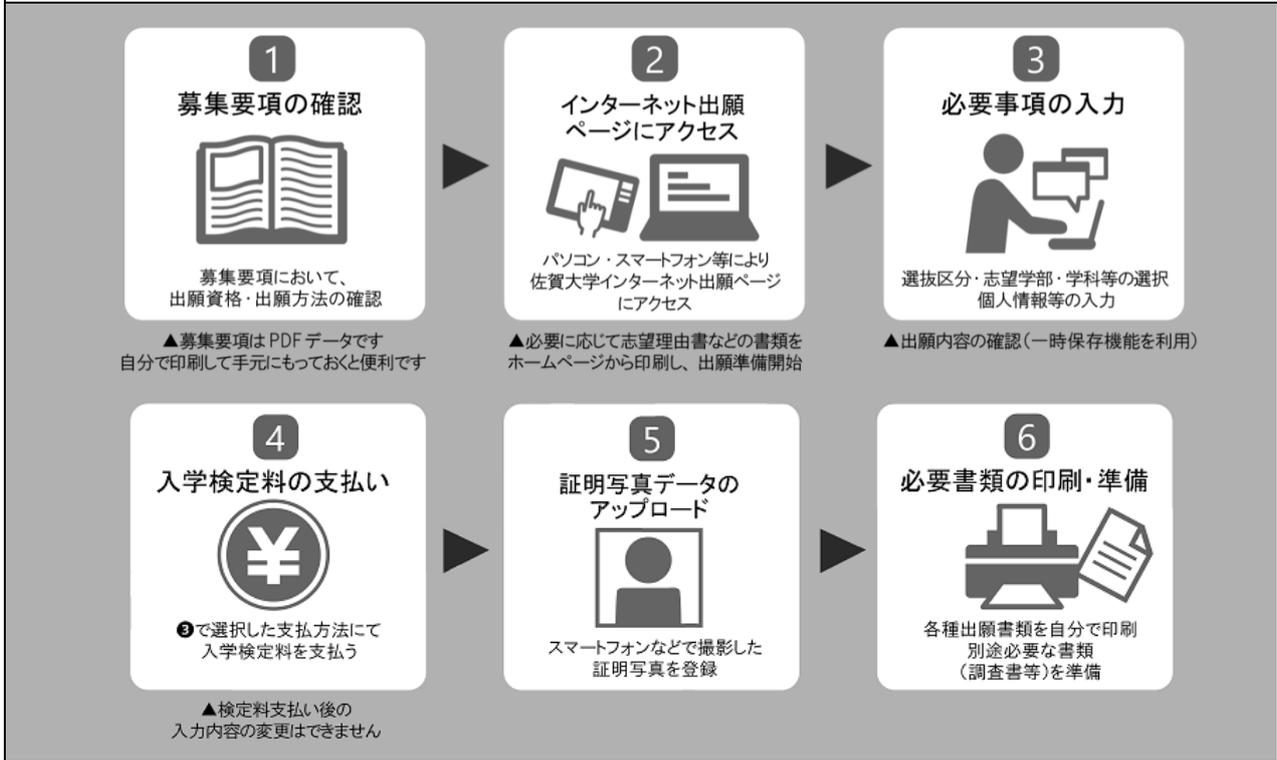 1
募集要項の確認
募集要項において、
出願資格・出願方法の確認
▲募集要項はPDFデータです
自分で印刷して手元にもっておくと便利です
2
インターネット出願
ページにアクセス
パソコン・スマートフォン等により
佐賀大学インターネット出願ページ
にアクセス
▲必要に応じて志望理由書などの書類を
ホームページから印刷し、出願準備開始
3
必要事項の入力
選抜区分・志望学部・学科等の選択
個人情報等の入力
▲出願内容の確認(一時保存機能を利用)
4
入学検定料の支払い
¥
❸で選択した支払方法にて
入学検定料を支払う
▲検定料支払い後の
入力内容の変更はできません
5
証明写真データの
アップロード
スマートフォンなどで撮影した
証明写真を登録
6
必要書類の印刷・準備
各種出願書類を自分で印刷
別途必要な書類
(調査書等)を準備